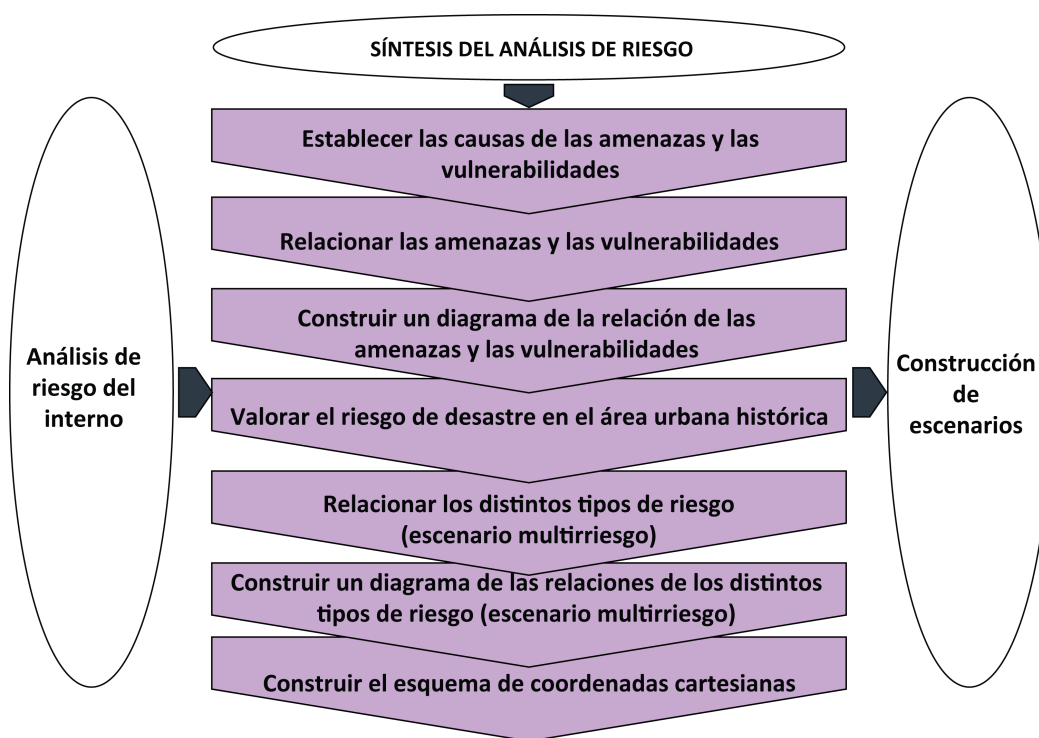 SÍNTESIS DEL ANÁLISIS DE RIESGO
Establecer las causas de las amenazas y las
vulnerabilidades
Relacionar las amenazas y las vulnerabilidades
Construir un diagrama de la relación de las
amenazas y las vulnerabilidades
Análisis de
riesgo del
interno
Valorar el riesgo de desastre en el área urbana histórica
Construcción
de
escenarios
Relacionar los distintos tipos de riesgo
(escenario multirriesgo)
Construir un diagrama de las relaciones de los distintos
tipos de riesgo (escenario multirriesgo)
Construir el esquema de coordenadas cartesianas